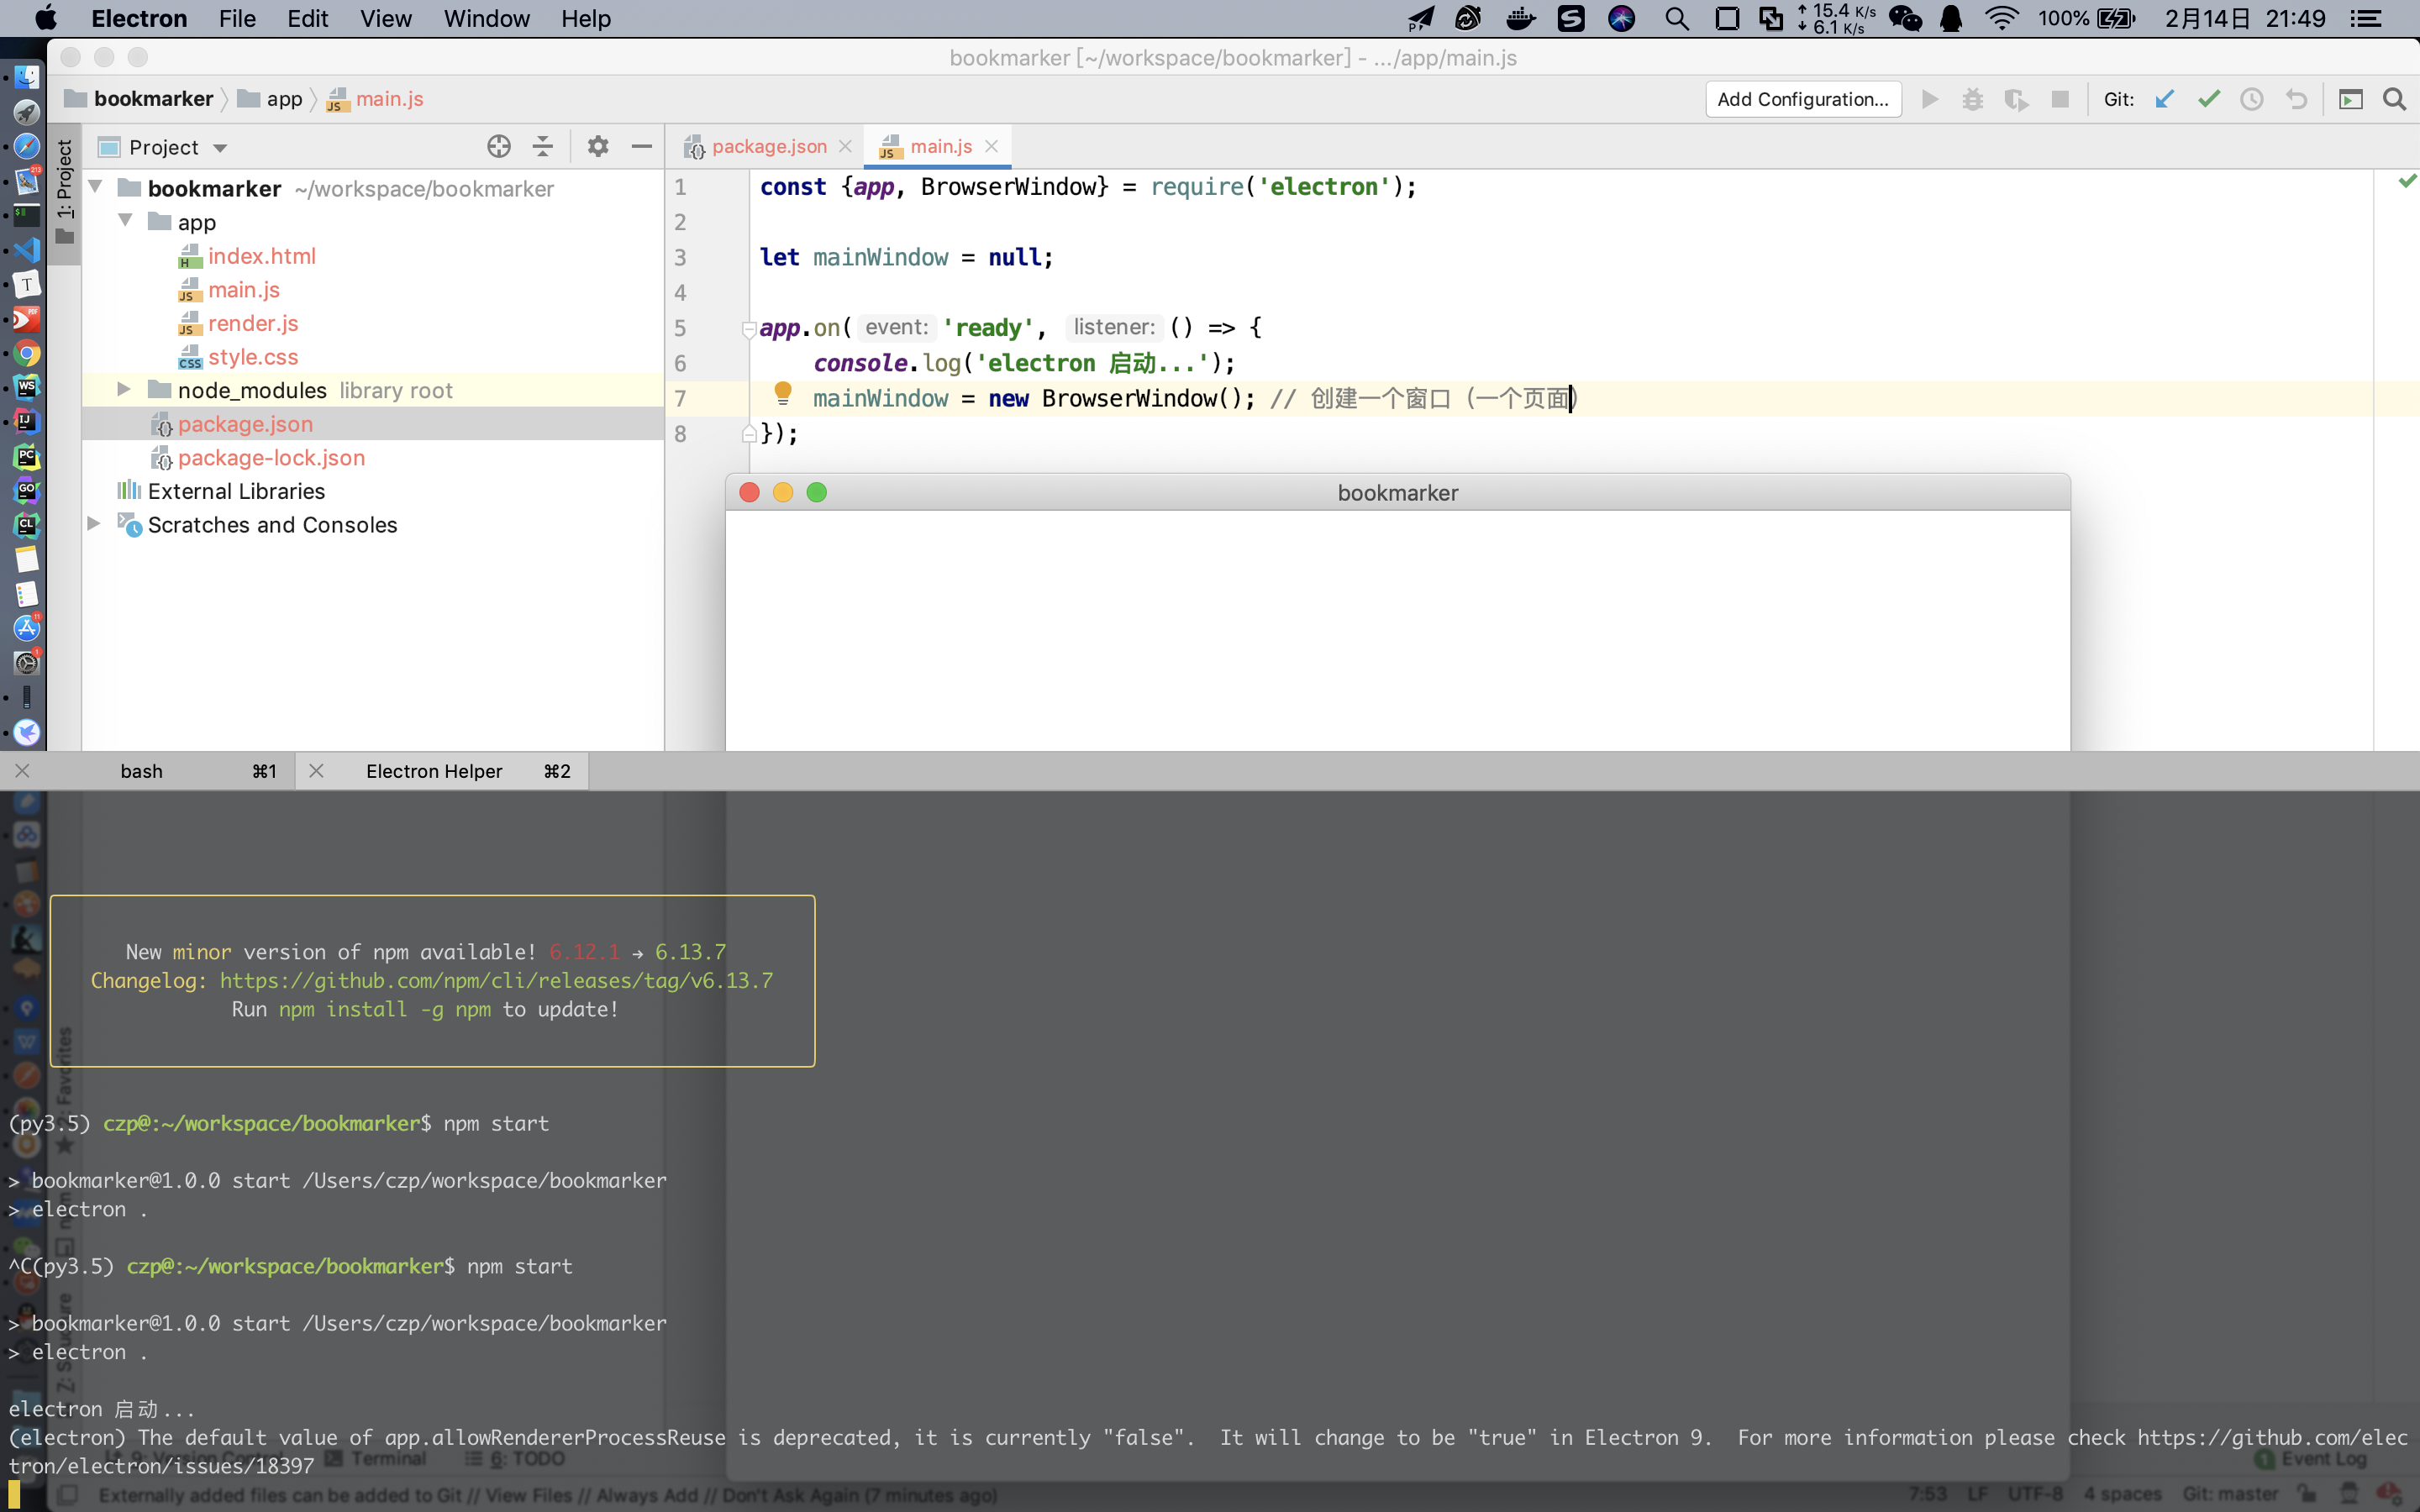 Electron File Edit View Window Help
15.4 K/s
6.1 K/s
100% 2月14日 21:49
bookmarker [~/workspace/bookmarker] - .../app/main.js
bookmarker app main.js Add Configuration... Git:
1: Project
Project
package.json main.js
bookmarker ~/workspace/bookmarker
app
index.html
main.js
render.js
style.css
node_modules library root
package.json
package-lock.json
External Libraries
Scratches and Consoles
1 const {app, BrowserWindow} = require('electron');
2
3 let mainWindow = null;
4
5 app.on( event: 'ready', listener: () => {
6 console.log('electron 启动...');
7 mainWindow = new BrowserWindow(); // 创建一个窗口（一个页面）
8 });
bookmarker
bash ⌘1 Electron Helper ⌘2
New minor version of npm available! 6.12.1 → 6.13.7
Changelog: https://github.com/npm/cli/releases/tag/v6.13.7
Run npm install -g npm to update!
(py3.5) czp@:~/workspace/bookmarker$ npm start
> bookmarker@1.0.0 start /Users/czp/workspace/bookmarker
> electron .
^C(py3.5) czp@:~/workspace/bookmarker$ npm start
> bookmarker@1.0.0 start /Users/czp/workspace/bookmarker
> electron .
electron 启动...
(electron) The default value of app.allowRendererProcessReuse is deprecated, it is currently "false".  It will change to be "true" in Electron 9.  For more information please check https://github.com/elec
tron/electron/issues/18397
2: Favorites
npm
9: Version Control Terminal 6: TODO Event Log
Externally added files can be added to Git // View Files // Always Add // Don't Ask Again (7 minutes ago) 7:53 LF UTF-8 4 spaces Git: master